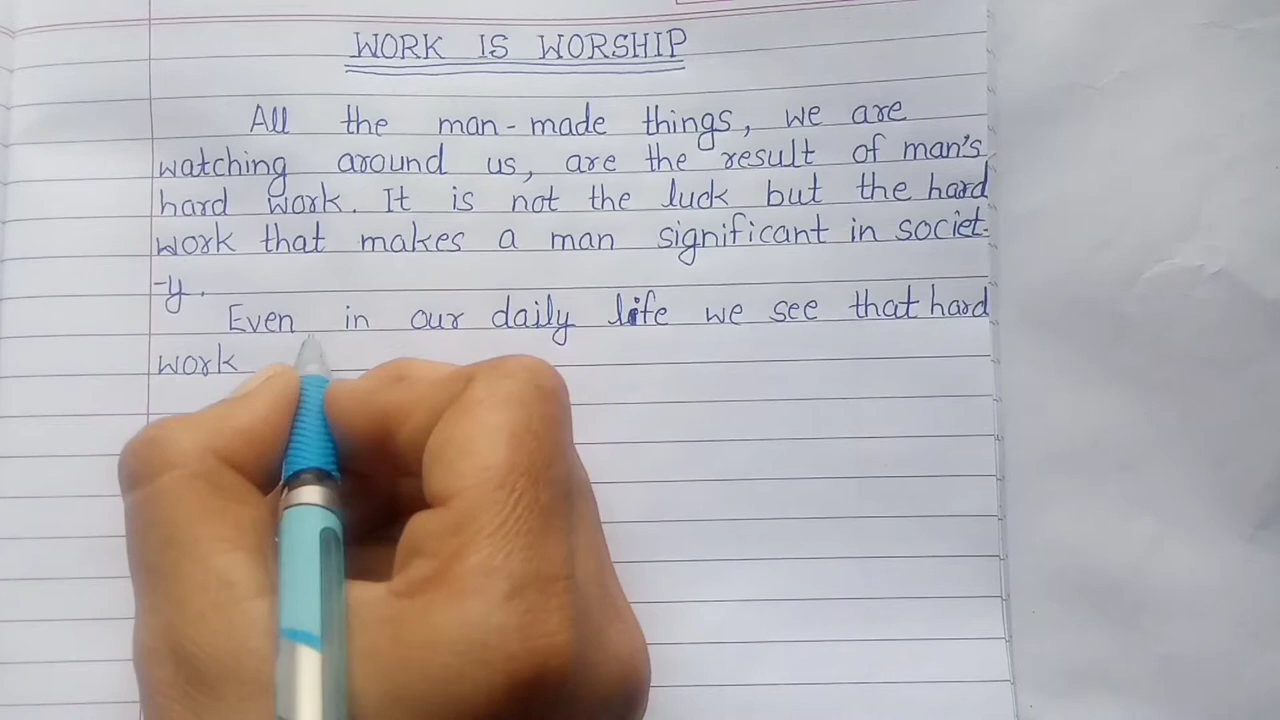 WORK IS WORSHIP
All the man-made things, we are
watching around us, are the result of man's
hard work. It is not the luck but the hard
work that makes a man significant in societ-
-y.
Even in our daily life we see that hard
work